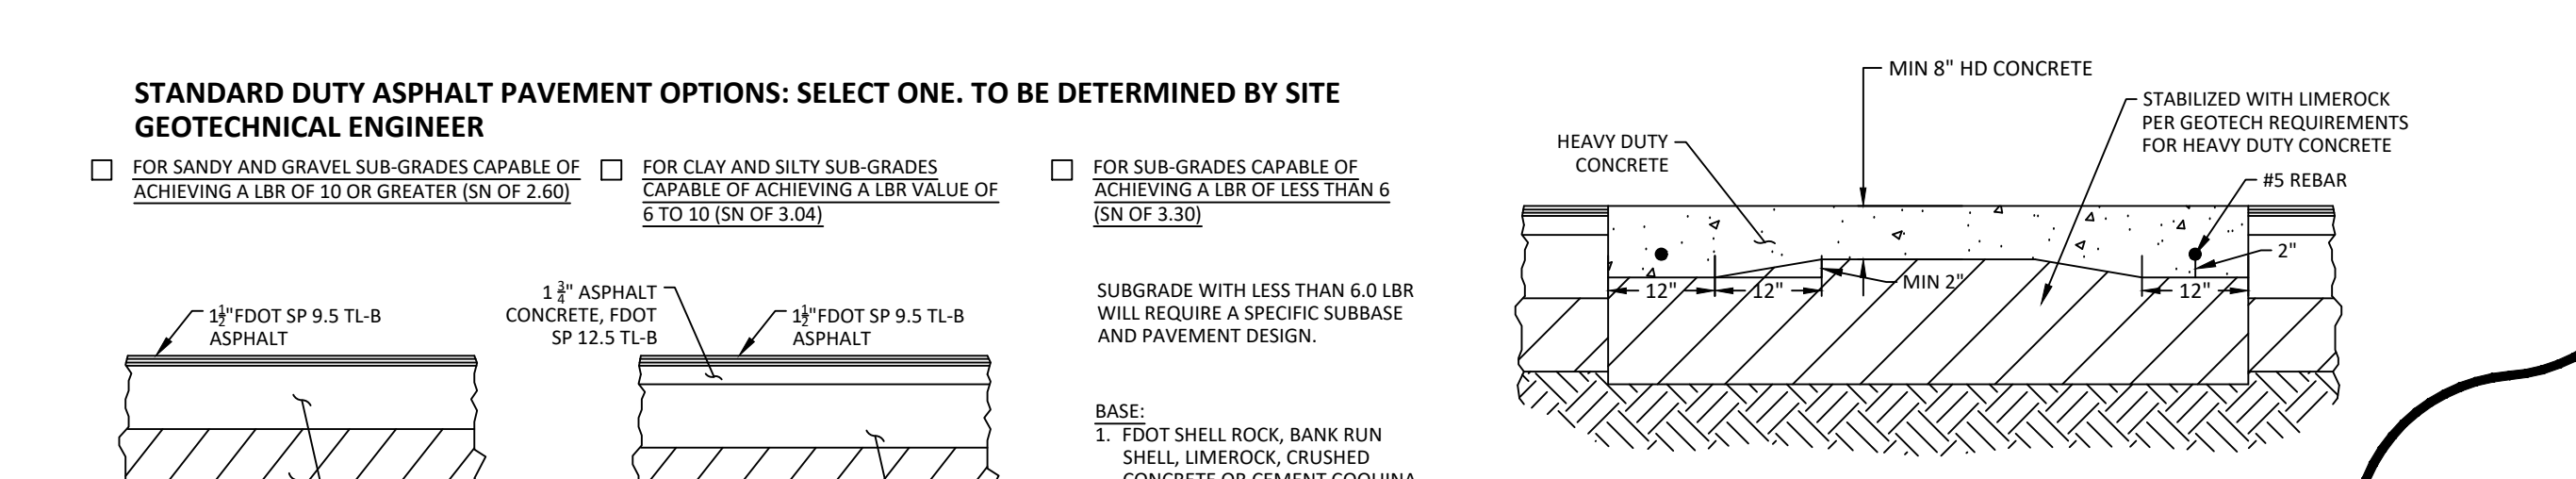 STANDARD DUTY ASPHALT PAVEMENT OPTIONS: SELECT ONE. TO BE DETERMINED BY SITE
GEOTECHNICAL ENGINEER
FOR SANDY AND GRAVEL SUB-GRADES CAPABLE OF
ACHIEVING A LBR OF 10 OR GREATER (SN OF 2.60)
FOR CLAY AND SILTY SUB-GRADES
CAPABLE OF ACHIEVING A LBR VALUE OF
6 TO 10 (SN OF 3.04)
FOR SUB-GRADES CAPABLE OF
ACHIEVING A LBR OF LESS THAN 6
(SN OF 3.30)
1½"FDOT SP 9.5 TL-B
ASPHALT
1 ¾" ASPHALT
CONCRETE, FDOT
SP 12.5 TL-B
1½"FDOT SP 9.5 TL-B
ASPHALT
SUBGRADE WITH LESS THAN 6.0 LBR
WILL REQUIRE A SPECIFIC SUBBASE
AND PAVEMENT DESIGN.
BASE:
1. FDOT SHELL ROCK, BANK RUN
SHELL, LIMEROCK, CRUSHED
CONCRETE OR CEMENT COQUINA
MIN 8" HD CONCRETE
STABILIZED WITH LIMEROCK
PER GEOTECH REQUIREMENTS
FOR HEAVY DUTY CONCRETE
HEAVY DUTY
CONCRETE
#5 REBAR
2"
MIN 2"
12"
12"
12"